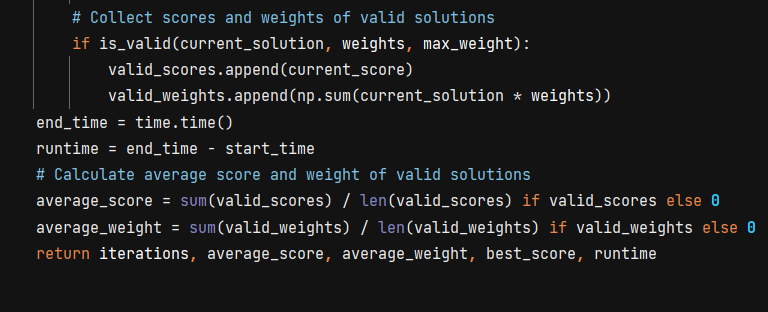 # Collect scores and weights of valid solutions
if is_valid(current_solution, weights, max_weight):
valid_scores.append(current_score)
valid_weights.append(np.sum(current_solution * weights))
end_time = time.time()
runtime = end_time - start_time
# Calculate average score and weight of valid solutions
average_score = sum(valid_scores) / len(valid_scores) if valid_scores else 0
average_weight = sum(valid_weights) / len(valid_weights) if valid_weights else 0
return iterations, average_score, average_weight, best_score, runtime